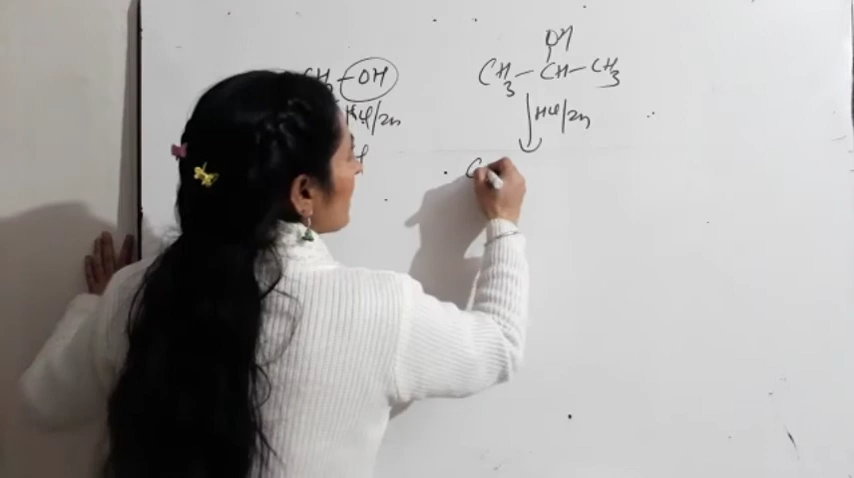 OH
CH3 - OH
CH3 - CH - CH3
HCl/Zn
HCl/Zn
C